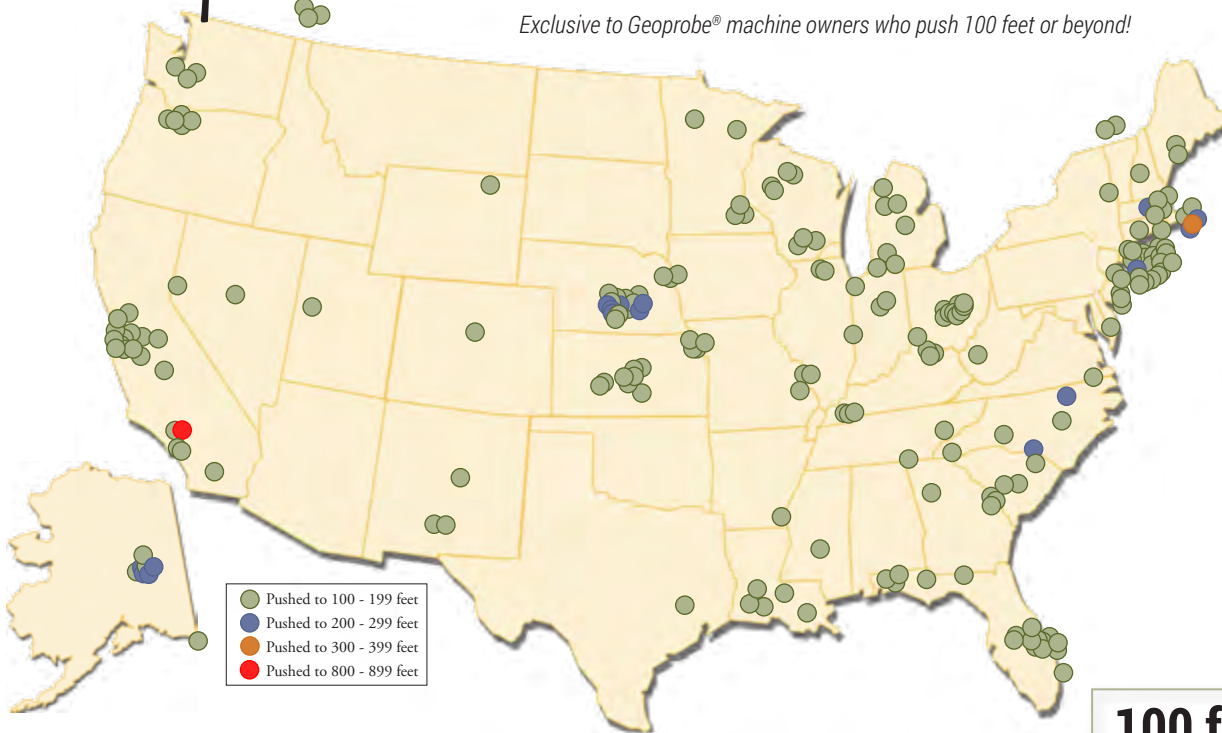 Exclusive to Geoprobe® machine owners who push 100 feet or beyond!
Pushed to 100 - 199 feet
Pushed to 200 - 299 feet
Pushed to 300 - 399 feet
Pushed to 800 - 899 feet
100 f